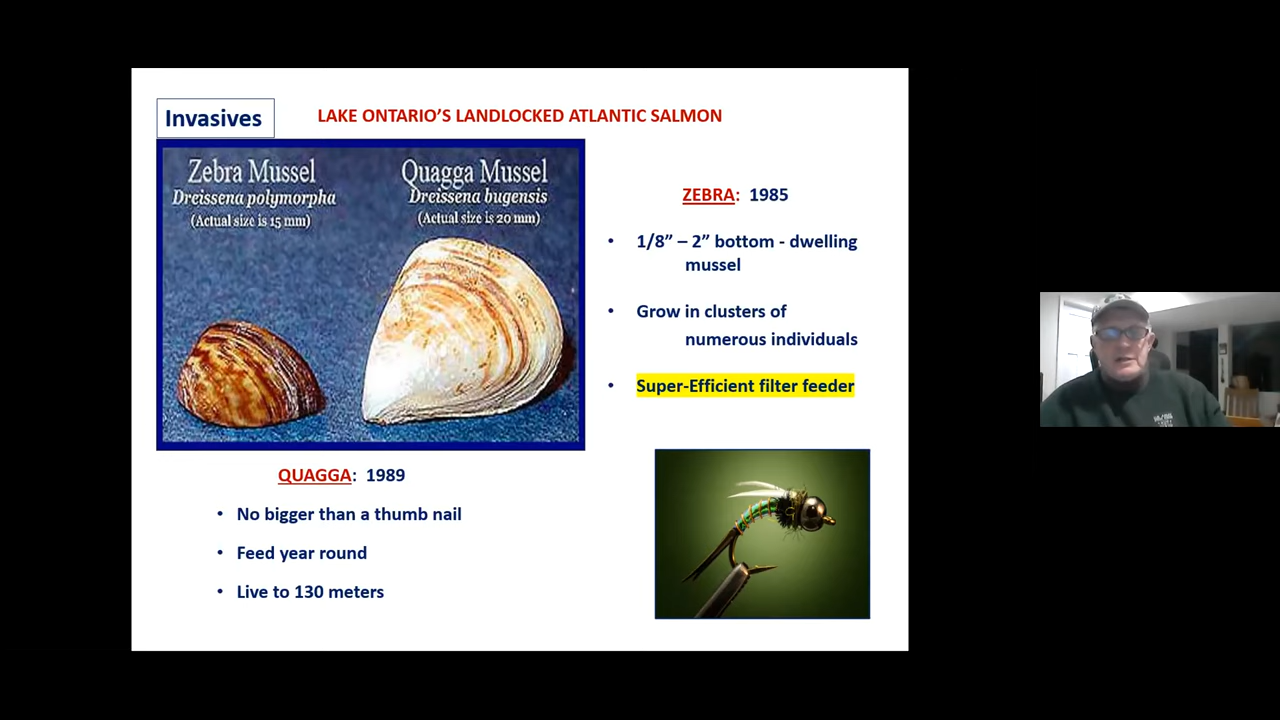 Invasives
LAKE ONTARIO'S LANDLOCKED ATLANTIC SALMON
Zebra Mussel
Dreissena polymorpha
(Actual size is 15 mm)
Quagga Mussel
Dreissena bugensis
(Actual size is 20 mm)
ZEBRA: 1985
• 1/8” – 2” bottom - dwelling
mussel
• Grow in clusters of
numerous individuals
• Super-Efficient filter feeder
QUAGGA: 1989
• No bigger than a thumb nail
• Feed year round
• Live to 130 meters